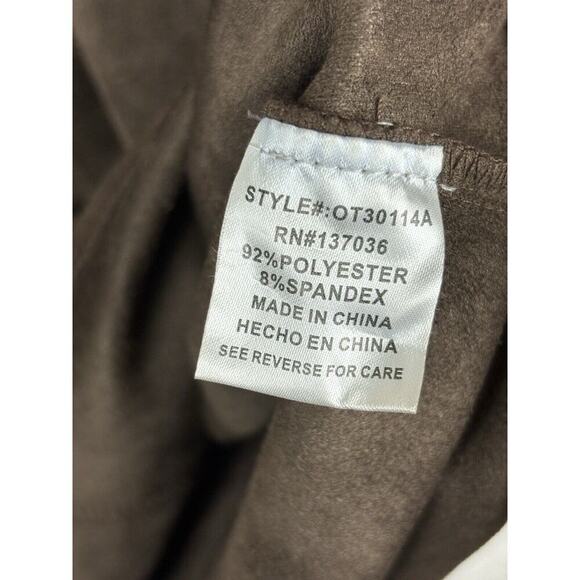 STYLE#:OT30114A
RN#137036
92%POLYESTER
8%SPANDEX
MADE IN CHINA
HECHO EN CHINA
SEE REVERSE FOR CARE